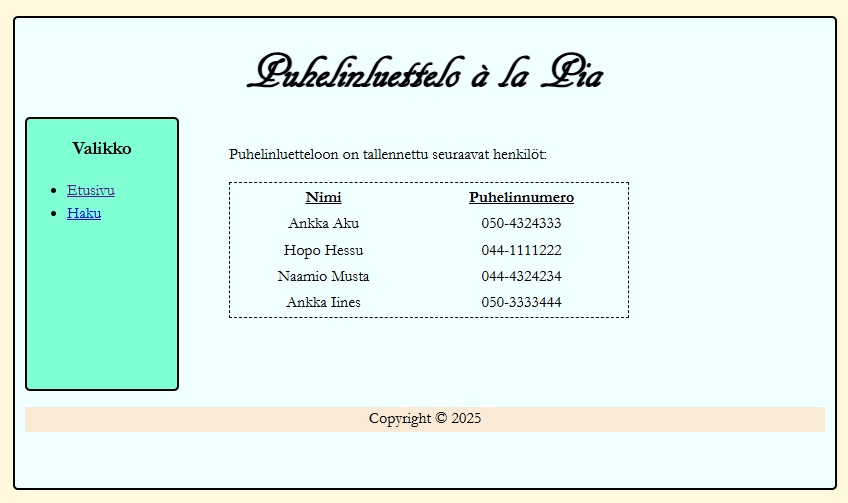 Puhelinluettelo à la Pia
Valikko
Etusivu
Haku
Puhelinluetteloon on tallennettu seuraavat henkilöt:
Nimi Puhelinnumero
Ankka Aku 050-4324333
Hopo Hessu 044-1111222
Naamio Musta 044-4324234
Ankka Iines 050-3333444
Copyright © 2025